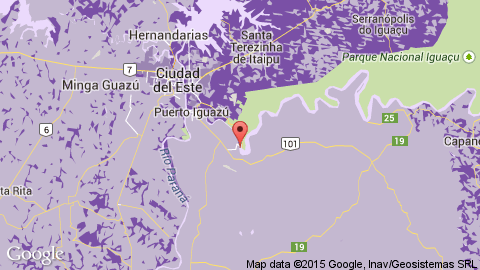 Hernandarias
Santa
Terezinha
de Itaipu
Serranópolis
do Iguaçu
Parque Nacional Iguaçu
7
Ciudad
del Este
Minga Guazú
Puerto Iguazú
6
25
101
19
Capane
Río Paraná
ta Rita
19
Google
Map data ©2015 Google, Inav/Geosistemas SRL